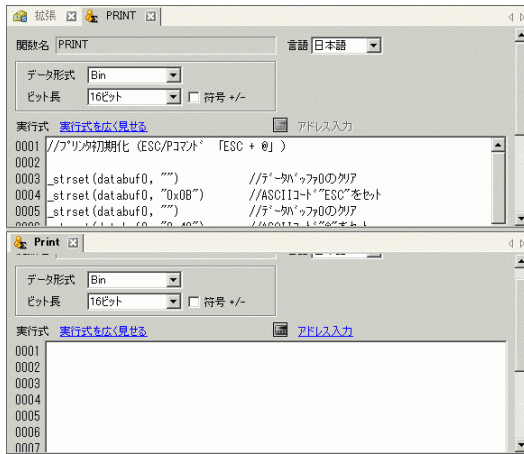 拡張 PRINT
関数名 PRINT 言語 日本語
データ形式 Bin
ビット長 16ビット 符号 +/-
実行式 実行式を広く見せる アドレス入力
0001 //ﾌﾟﾘﾝﾀ初期化 (ESC/Pｺﾏﾝﾄﾞ 「ESC + @」)
0002
0003 _strset(databuf0, "") //ﾃﾞｰﾀﾊﾞｯﾌｧ0のｸﾘｱ
0004 _strset(databuf0, "0x0B") //ASCIIｺｰﾄﾞ"ESC"をｾｯﾄ
0005 _strset(databuf0, "") //ﾃﾞｰﾀﾊﾞｯﾌｧ0のｸﾘｱ
Print
データ形式 Bin
ビット長 16ビット 符号 +/-
実行式 実行式を広く見せる アドレス入力
0001
0002
0003
0004
0005
0006
0007